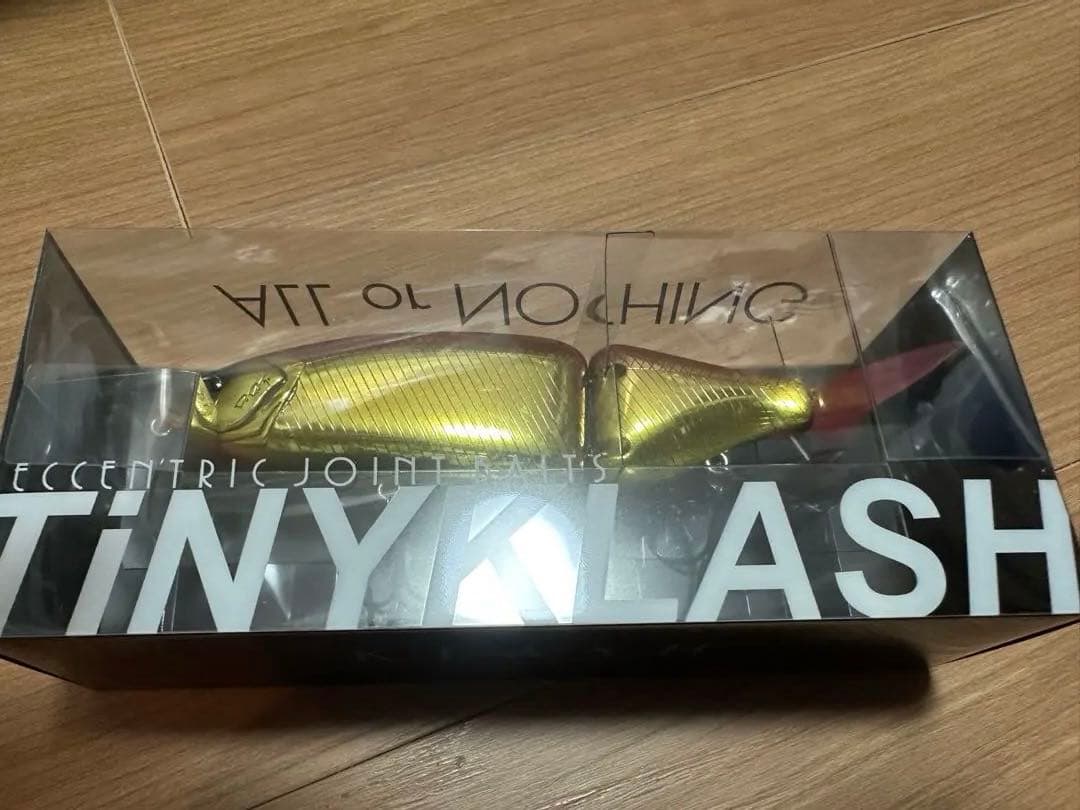 ALL or NOTHING
ECCENTRIC JOINT BAITS
TiNYKLASH